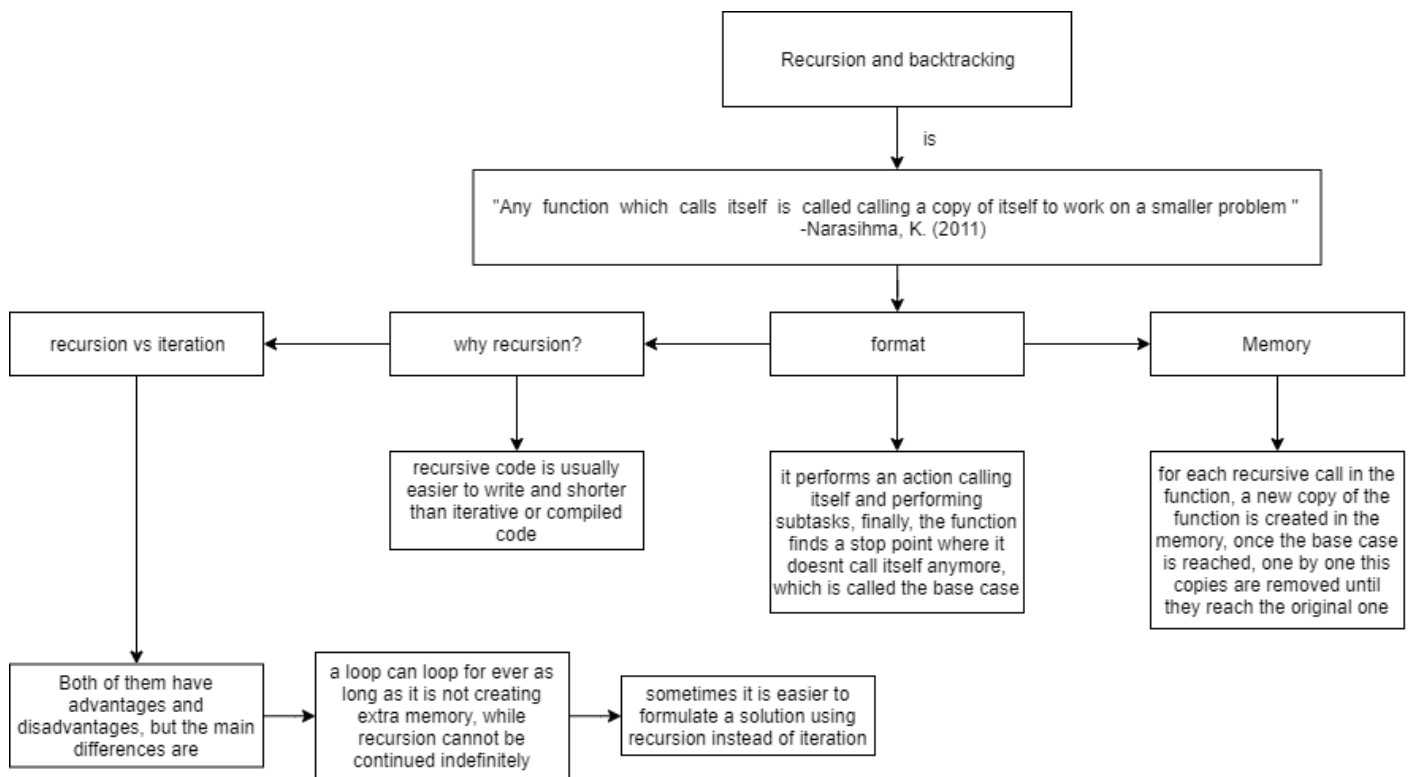 Recursion and backtracking
is
"Any function which calls itself is called calling a copy of itself to work on a smaller problem "
-Narasihma, K. (2011)
recursion vs iteration
why recursion?
format
Memory
recursive code is usually
easier to write and shorter
than iterative or compiled
code
it performs an action calling
itself and performing
subtasks, finally, the function
finds a stop point where it
doesnt call itself anymore,
which is called the base case
for each recursive call in the
function, a new copy of the
function is created in the
memory, once the base case
is reached, one by one this
copies are removed until
they reach the original one
Both of them have
advantages and
disadvantages, but the main
differences are
a loop can loop for ever as
long as it is not creating
extra memory, while
recursion cannot be
continued indefinitely
sometimes it is easier to
formulate a solution using
recursion instead of iteration